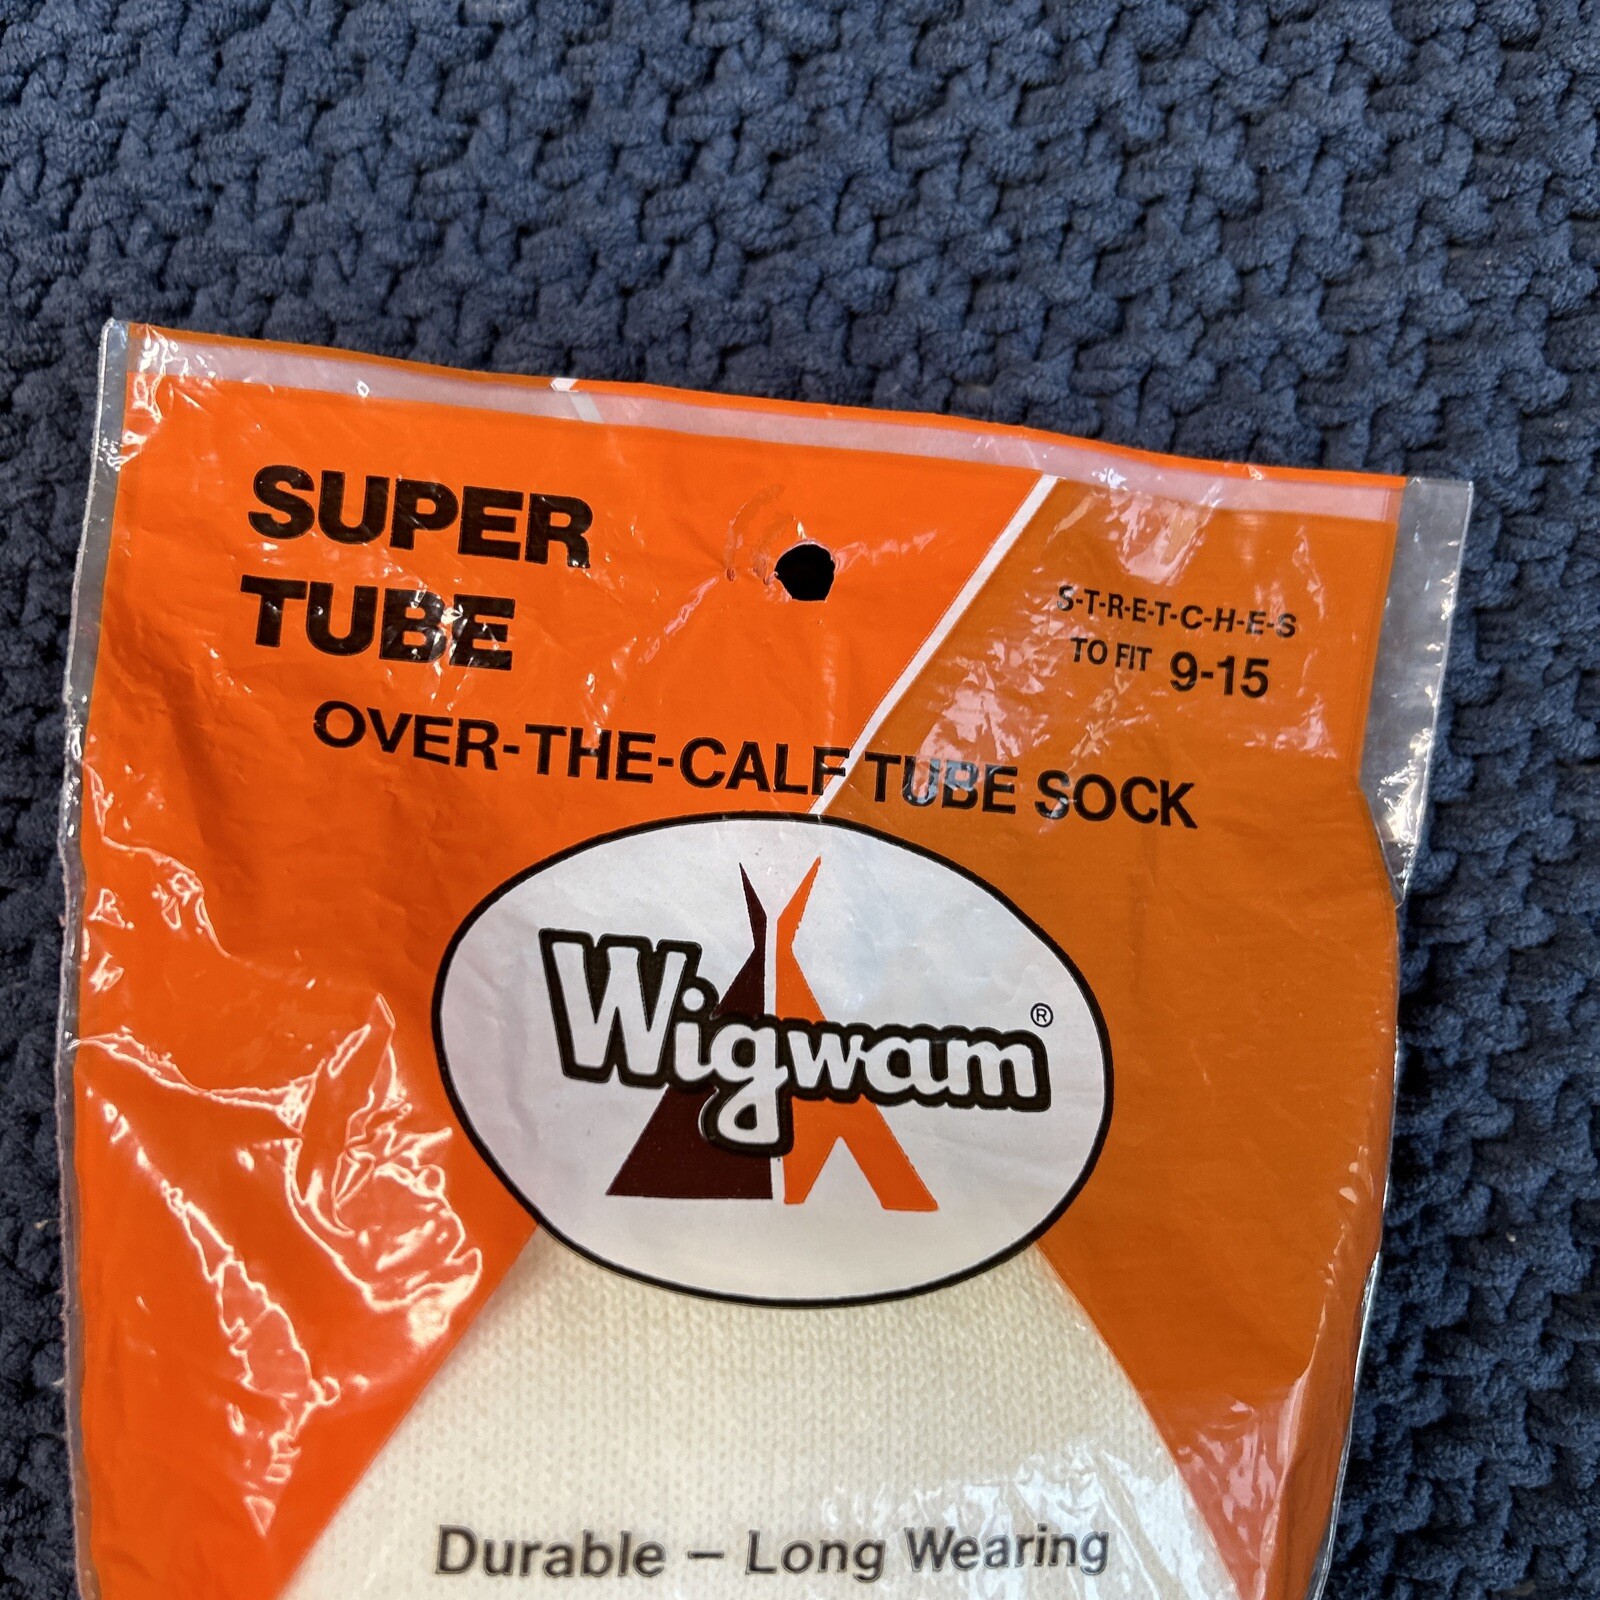 SUPER
TUBE
S-T-R-E-T-C-H-E-S
TO FIT 9-15
OVER-THE-CALF TUBE SOCK
Wigwam®
Durable – Long Wearing